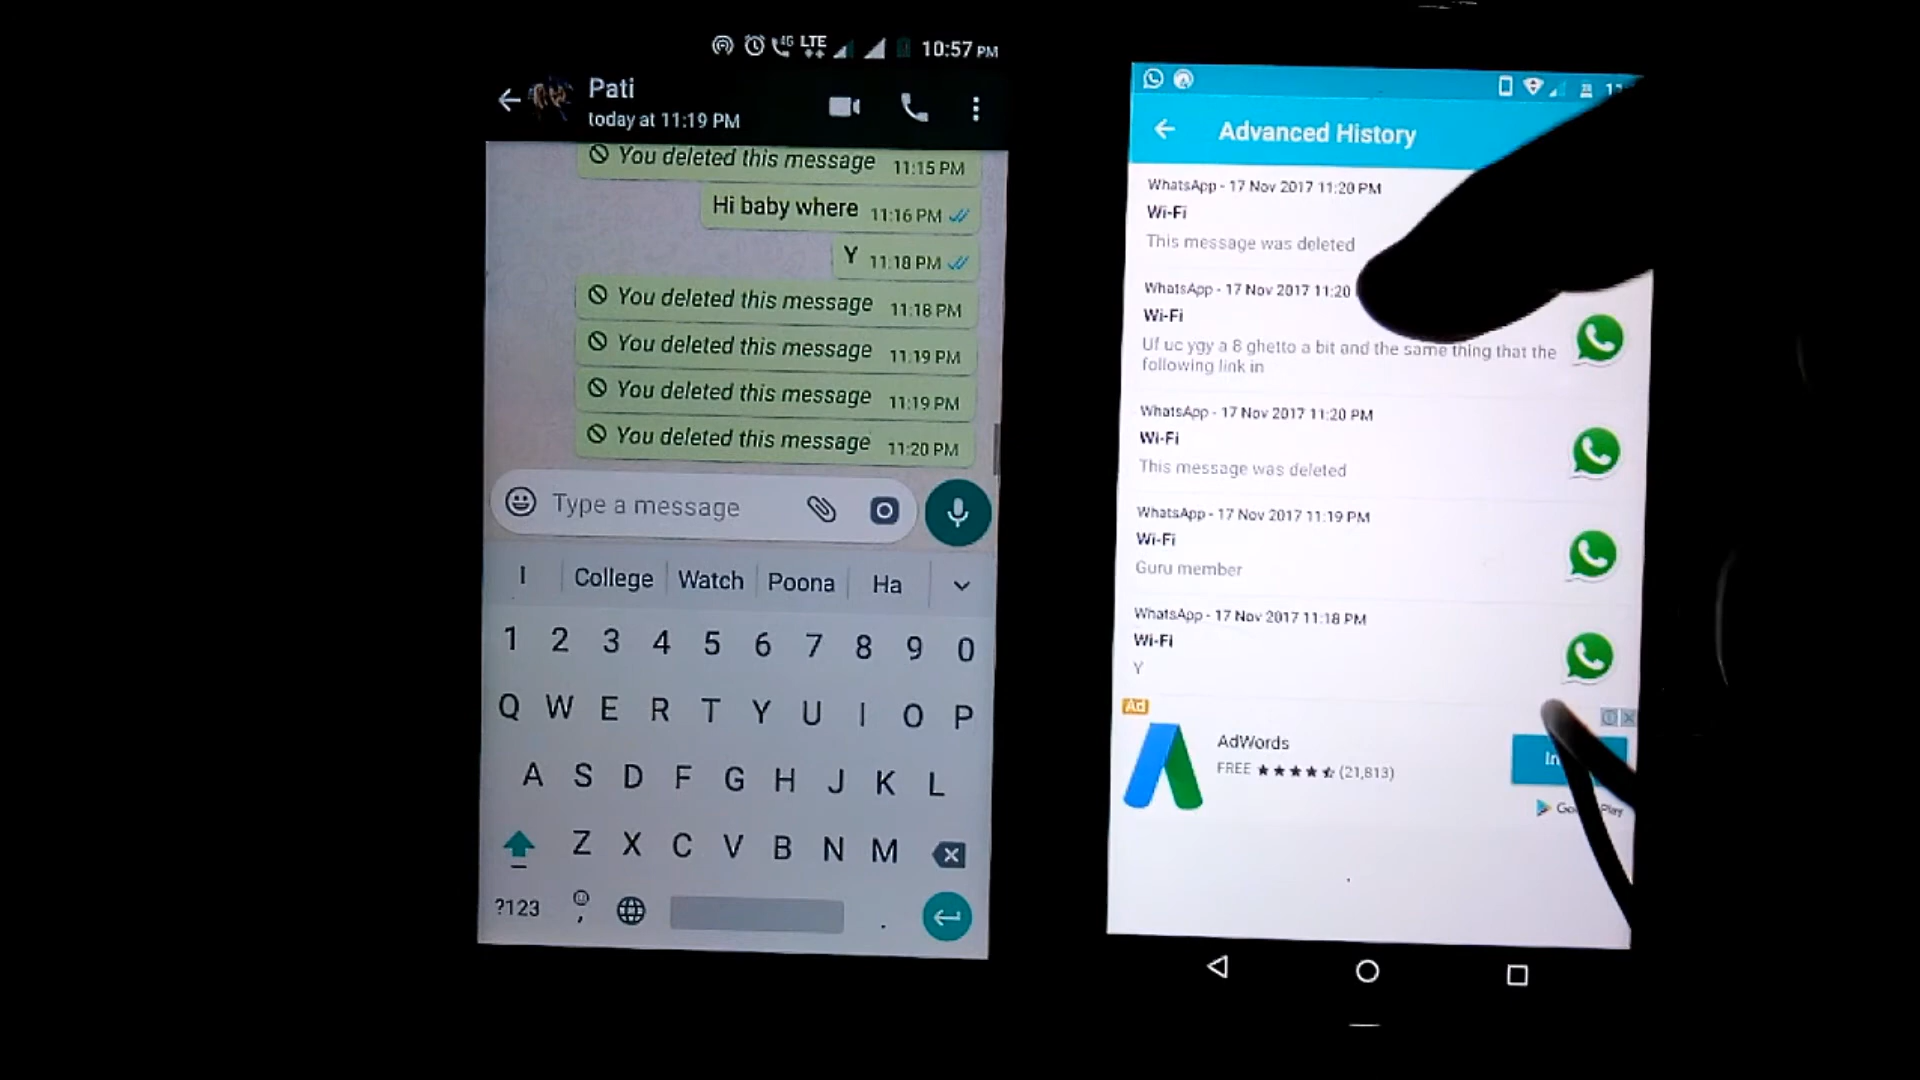 4G LTE 10:57 PM
Pati
today at 11:19 PM
You deleted this message 11:15 PM
Hi baby where 11:16 PM
Y 11:18 PM
You deleted this message 11:18 PM
You deleted this message 11:19 PM
You deleted this message 11:19 PM
You deleted this message 11:20 PM
Type a message
I College Watch Poona Ha
1 2 3 4 5 6 7 8 9 0
Q W E R T Y U I O P
A S D F G H J K L
Z X C V B N M
?123 , .
Advanced History
WhatsApp - 17 Nov 2017 11:20 PM
Wi-Fi
This message was deleted
WhatsApp - 17 Nov 2017 11:20
Wi-Fi
Uf uc ygy a 8 ghetto a bit and the same thing that the
following link in
WhatsApp - 17 Nov 2017 11:20 PM
Wi-Fi
This message was deleted
WhatsApp - 17 Nov 2017 11:19 PM
Wi-Fi
Guru member
WhatsApp - 17 Nov 2017 11:18 PM
Wi-Fi
Y
Ad
AdWords
FREE ★★★★ (21,813)